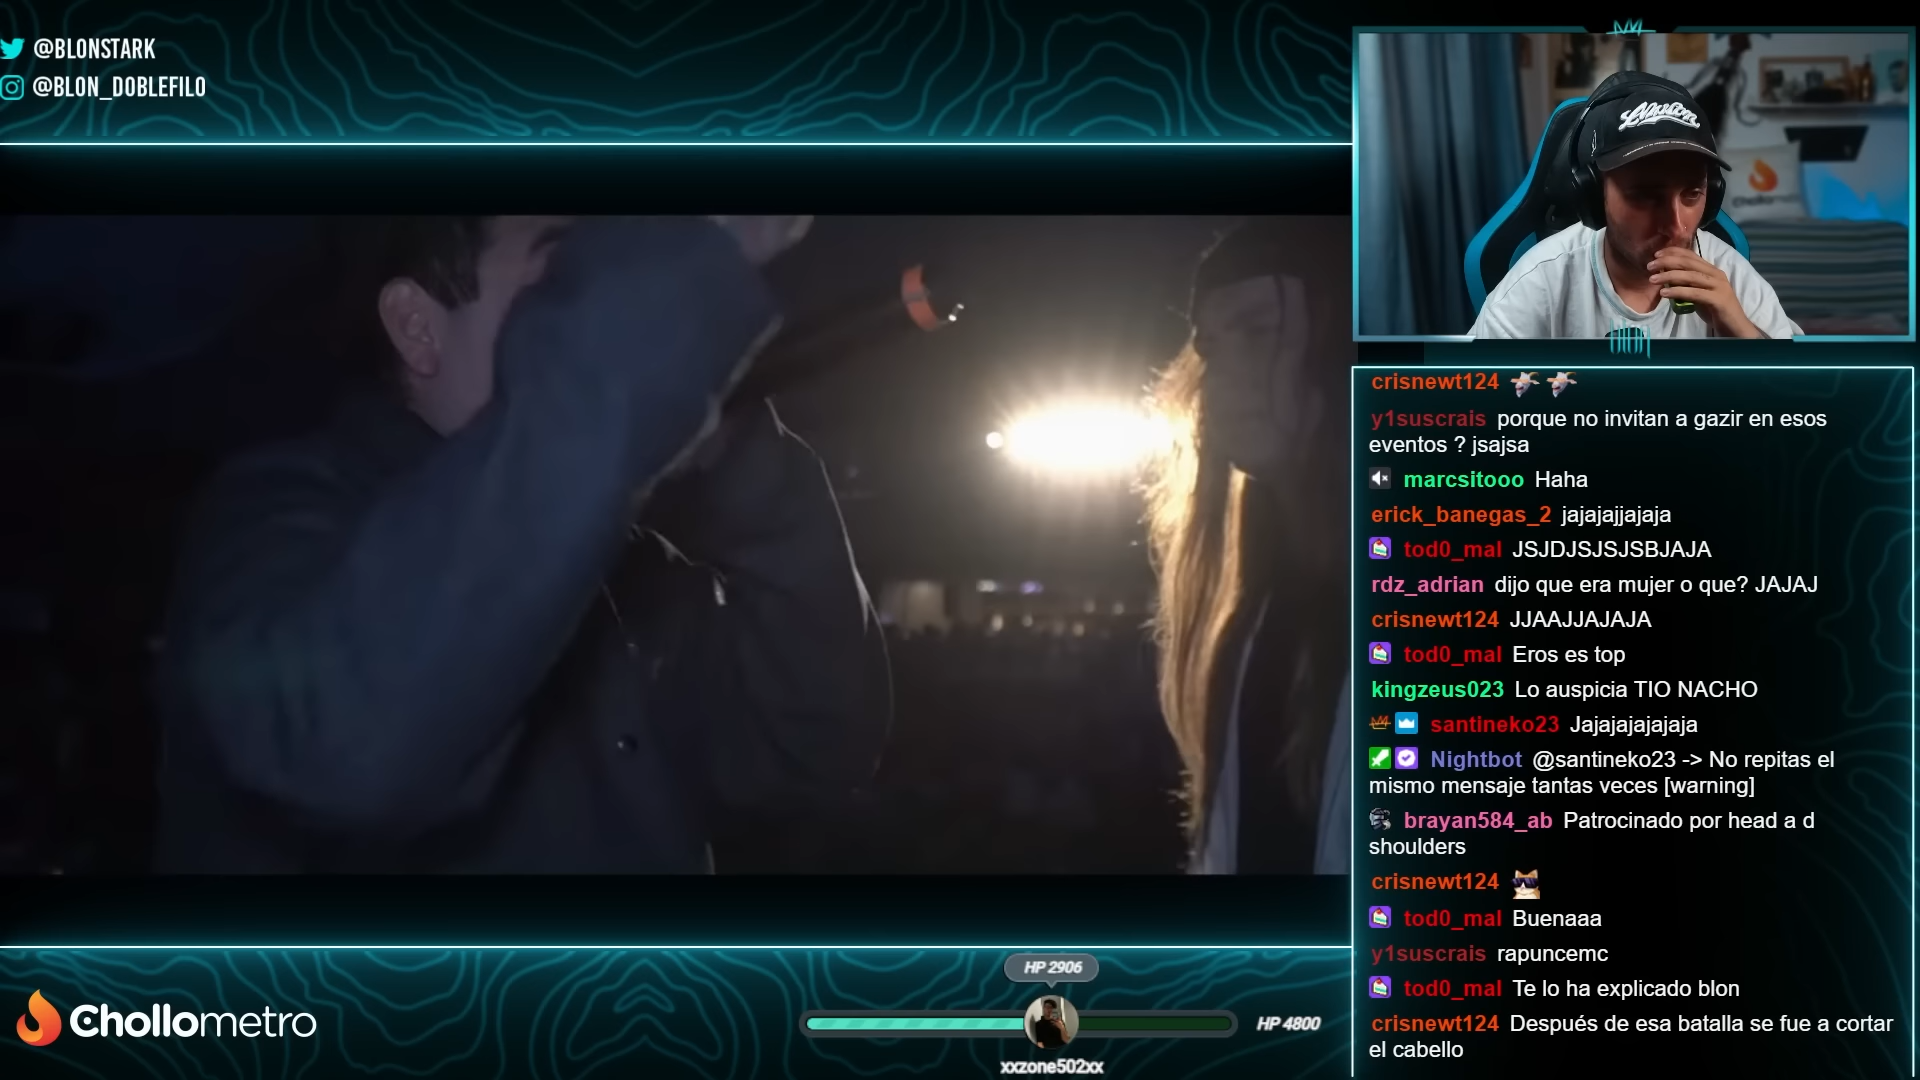 @BLONSTARK
@BLON_DOBLEFILO
crisnewt124
y1suscrais porque no invitan a gazir en esos
eventos ? jsajsa
marcsitooo Haha
erick_banegas_2 jajajajjajaja
tod0_mal JSJDJSJSJSBJAJA
rdz_adrian dijo que era mujer o que? JAJAJ
crisnewt124 JJAAJJAJAJA
tod0_mal Eros es top
kingzeus023 Lo auspicia TIO NACHO
santineko23 Jajajajajajaja
Nightbot @santineko23 -> No repitas el
mismo mensaje tantas veces [warning]
brayan584_ab Patrocinado por head a d
shoulders
crisnewt124
tod0_mal Buenaaa
y1suscrais rapuncemc
tod0_mal Te lo ha explicado blon
crisnewt124 Después de esa batalla se fue a cortar
el cabello
Chollometro
HP 2906
HP 4800
xxzone502xx